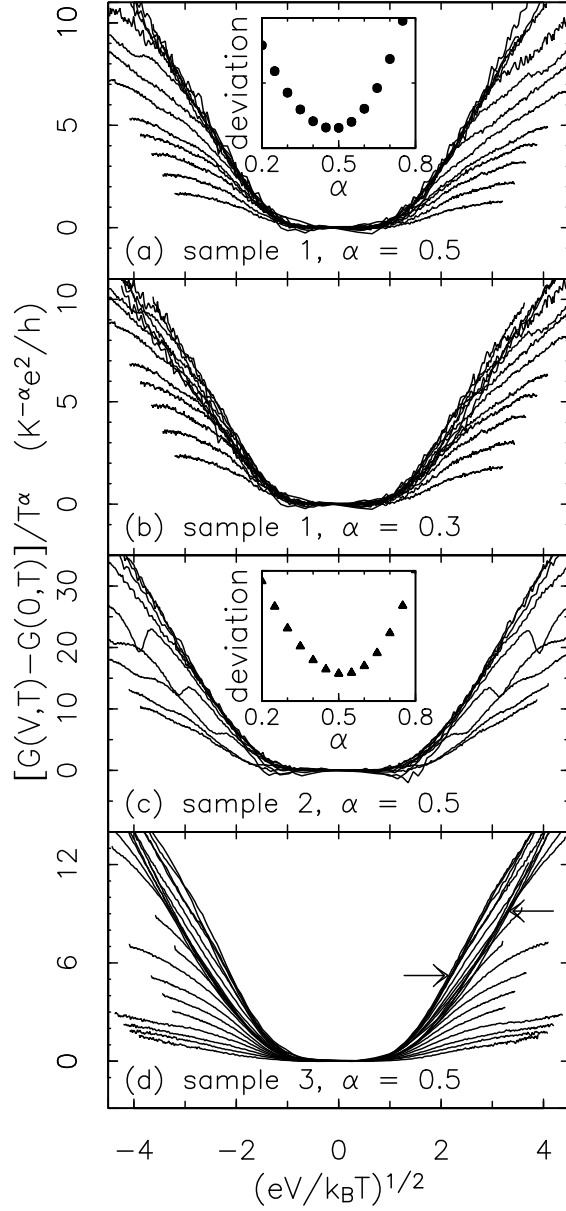 10
5
0
deviation
0.2 0.5 0.8
α
(a) sample 1, α = 0.5
10
5
0
(b) sample 1, α = 0.3
[G(V,T)−G(0,T)]/T^α (K^−α e²/h)
30
20
10
0
deviation
0.2 0.5 0.8
α
(c) sample 2, α = 0.5
12
6
0
(d) sample 3, α = 0.5
−4 −2 0 2 4
(eV/k_BT)^1/2